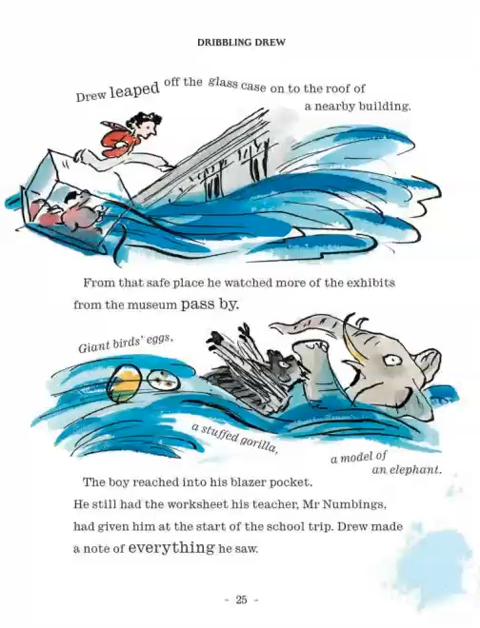 DRIBBLING DREW
Drew leaped off the glass case on to the roof of
a nearby building.
From that safe place he watched more of the exhibits
from the museum pass by.
Giant birds’ eggs,
a stuffed gorilla,
a model of
an elephant.
The boy reached into his blazer pocket.
He still had the worksheet his teacher, Mr Numbings,
had given him at the start of the school trip. Drew made
a note of everything he saw.
- 25 -